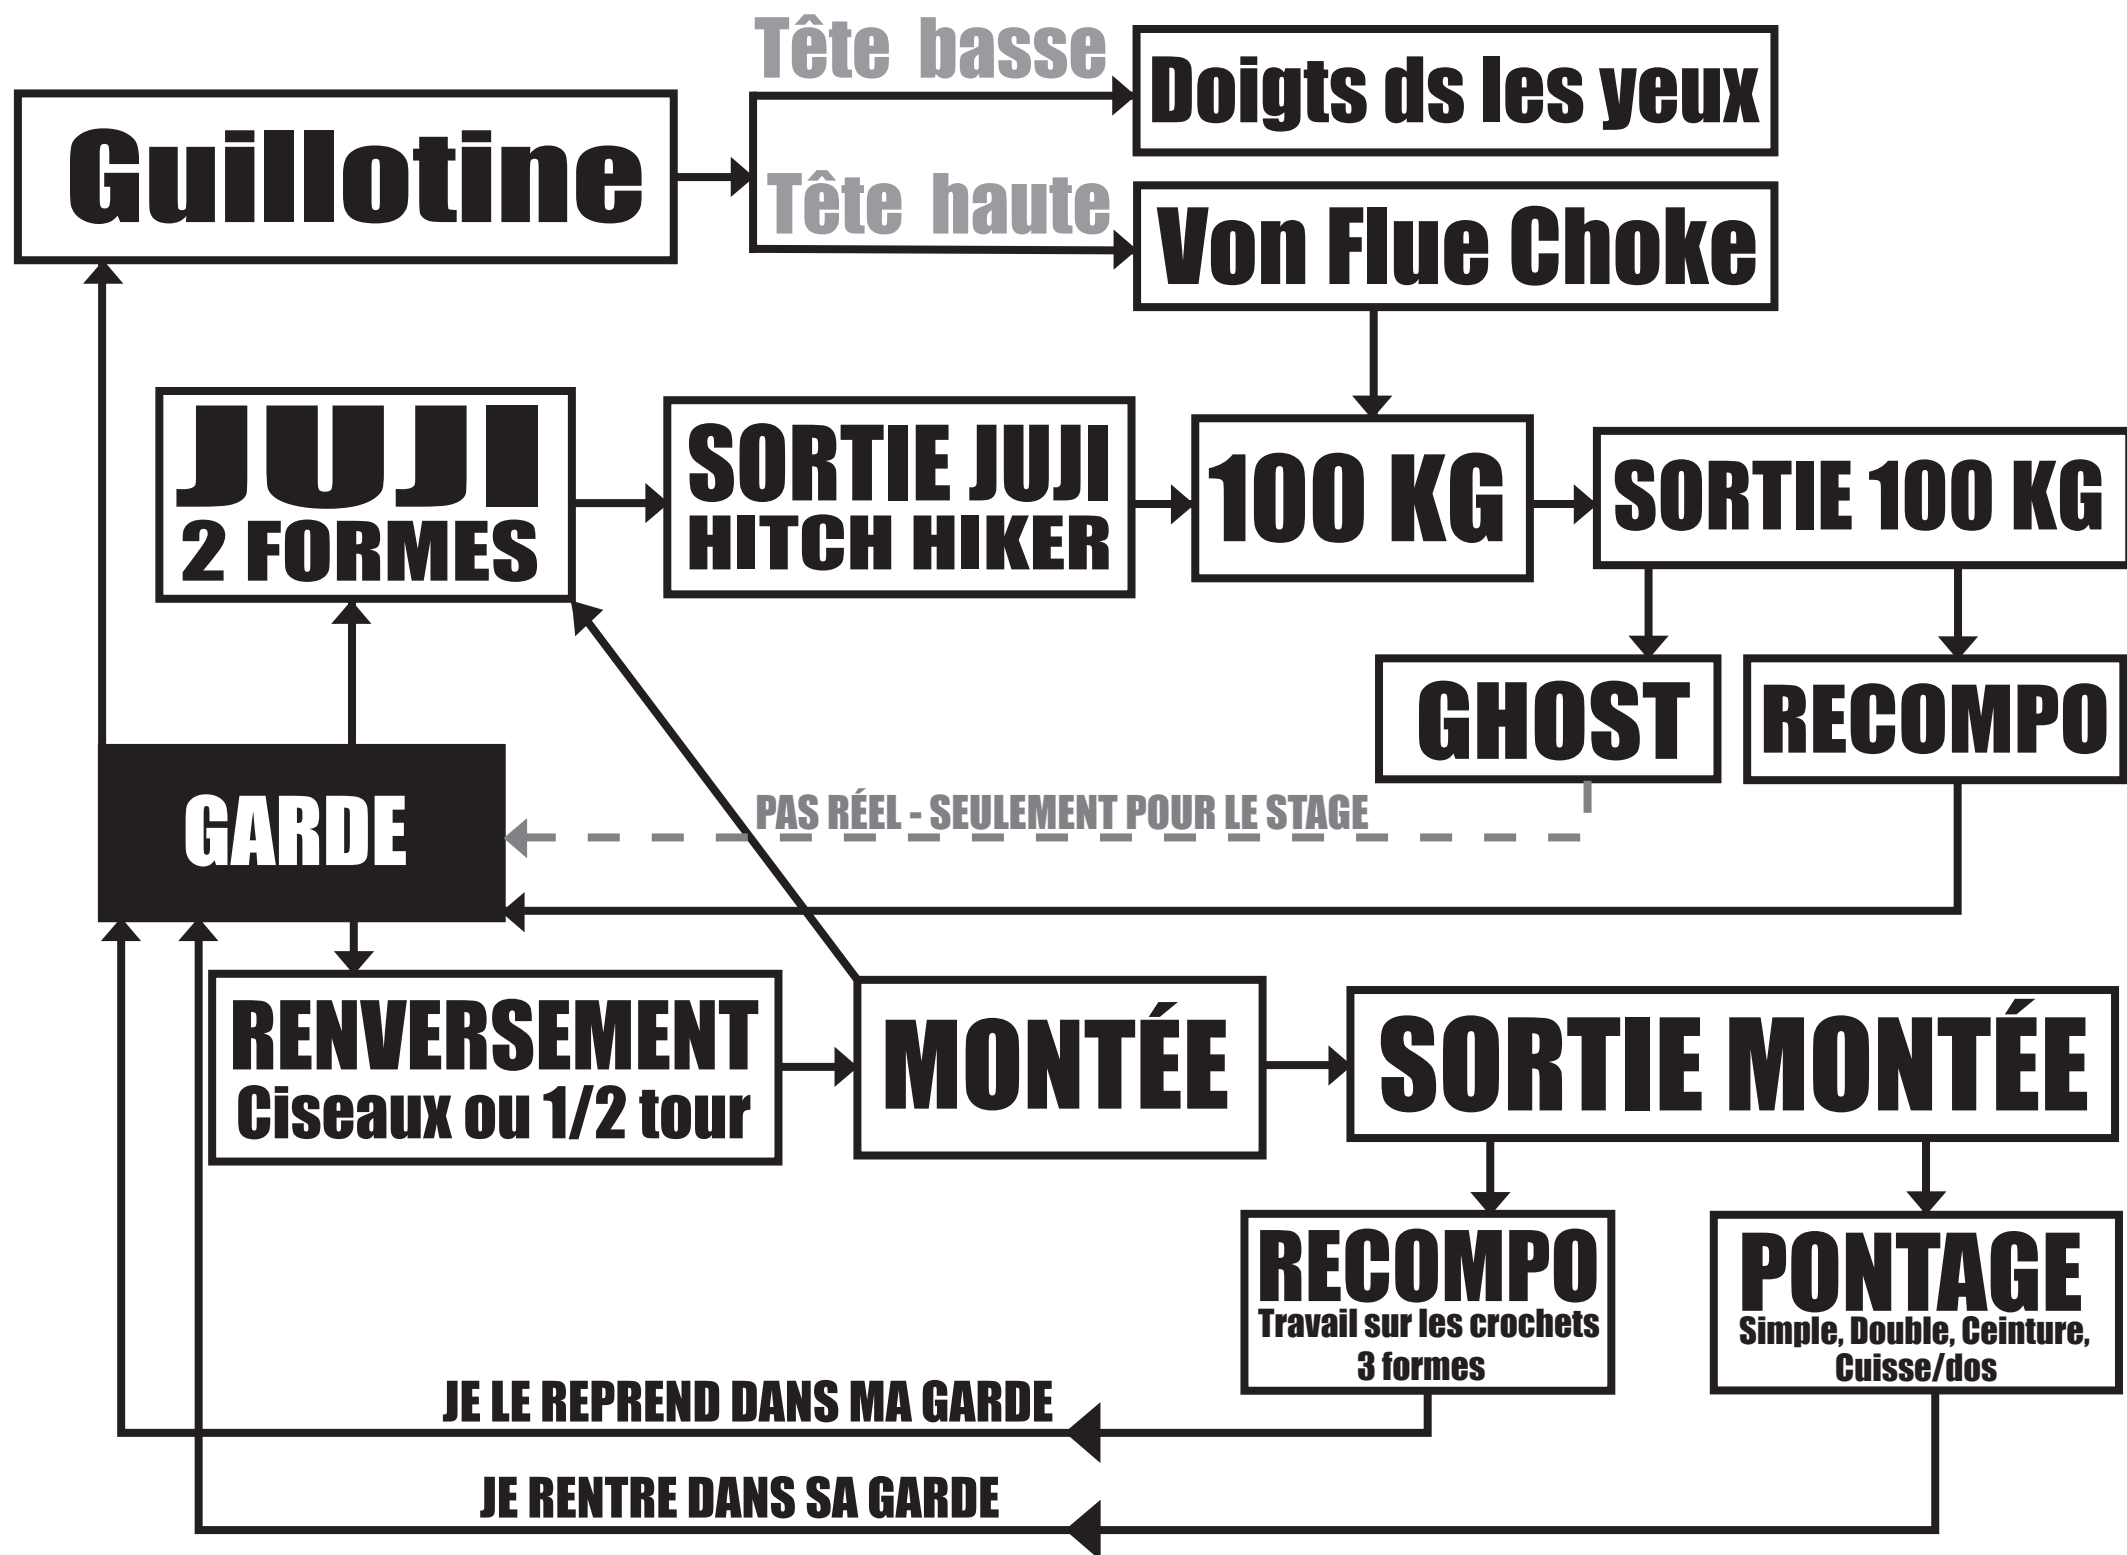 Tête basse
Doigts ds les yeux
Guillotine
Tête haute
Von Flue Choke
JUJI
2 FORMES
SORTIE JUJI
HITCH HIKER
100 KG
SORTIE 100 KG
GHOST
RECOMPO
PAS RÉEL - SEULEMENT POUR LE STAGE
GARDE
RENVERSEMENT
Ciseaux ou 1/2 tour
MONTÉE
SORTIE MONTÉE
RECOMPO
Travail sur les crochets
3 formes
PONTAGE
Simple, Double, Ceinture,
Cuisse/dos
JE LE REPREND DANS MA GARDE
JE RENTRE DANS SA GARDE